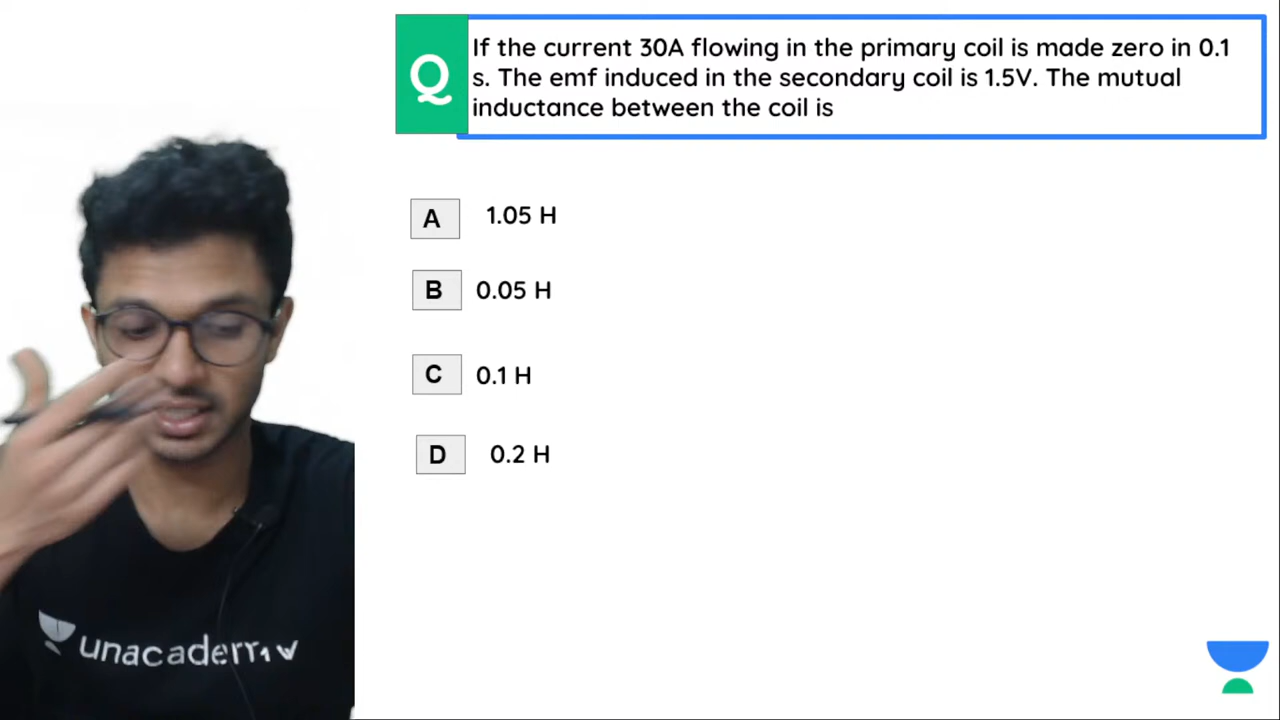 Q
If the current 30A flowing in the primary coil is made zero in 0.1
s. The emf induced in the secondary coil is 1.5V. The mutual
inductance between the coil is
A 1.05 H
B 0.05 H
C 0.1 H
D 0.2 H